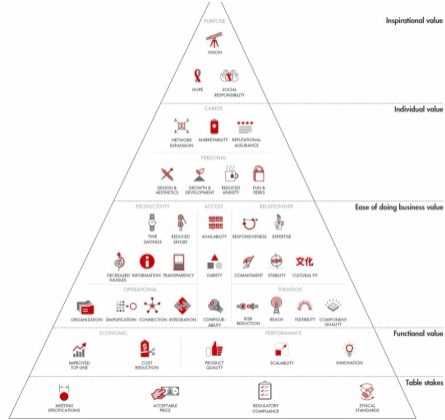 PURPOSE
Inspirational value
VISION
HOPE
SOCIAL
RESPONSIBILITY
CAREER
Individual value
NETWORK
EXPANSION
MARKETABILITY
REPUTATIONAL
ASSURANCE
PERSONAL
DESIGN &
AESTHETICS
GROWTH &
DEVELOPMENT
REDUCED
ANXIETY
FUN &
PERKS
Ease of doing business value
PRODUCTIVITY
ACCESS
RELATIONSHIP
TIME
SAVINGS
REDUCED
EFFORT
AVAILABILITY
RESPONSIVENESS
EXPERTISE
DECREASED
HASSLES
INFORMATION
TRANSPARENCY
VARIETY
COMMITMENT
STABILITY
文化
CULTURAL FIT
OPERATIONAL
STRATEGIC
ORGANIZATION
SIMPLIFICATION
CONNECTION
INTEGRATION
CONFIGUR-
ABILITY
RISK
REDUCTION
REACH
FLEXIBILITY
COMPONENT
QUALITY
Functional value
ECONOMIC
PERFORMANCE
IMPROVED
TOP LINE
COST
REDUCTION
PRODUCT
QUALITY
SCALABILITY
INNOVATION
Table stakes
MEETING
SPECIFICATIONS
ACCEPTABLE
PRICE
REGULATORY
COMPLIANCE
ETHICAL
STANDARDS